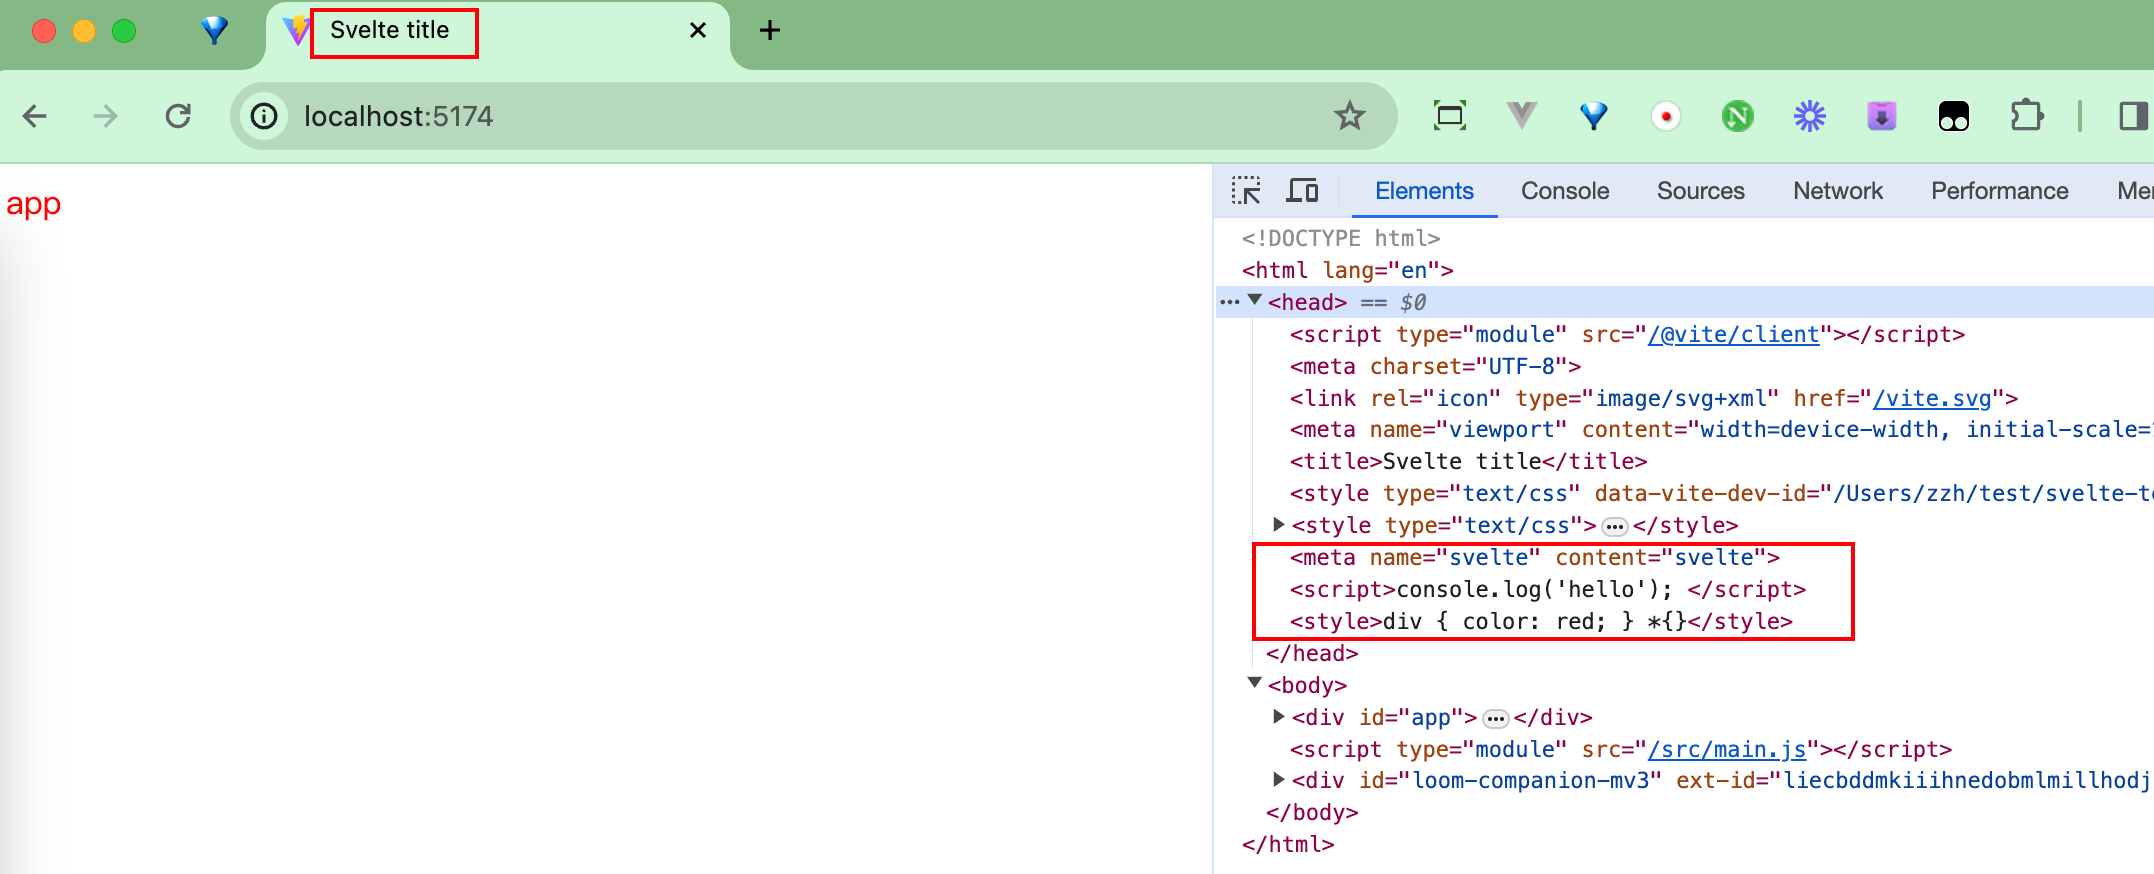 Svelte title
localhost:5174
app
Elements Console Sources Network Performance
<!DOCTYPE html>
<html lang="en">
<head> == $0
<script type="module" src="/@vite/client"></script>
<meta charset="UTF-8">
<link rel="icon" type="image/svg+xml" href="/vite.svg">
<meta name="viewport" content="width=device-width, initial-scale=
<title>Svelte title</title>
<style type="text/css" data-vite-dev-id="/Users/zzh/test/svelte-t
<style type="text/css"> … </style>
<meta name="svelte" content="svelte">
<script>console.log('hello'); </script>
<style>div { color: red; } *{}</style>
</head>
<body>
<div id="app"> … </div>
<script type="module" src="/src/main.js"></script>
<div id="loom-companion-mv3" ext-id="liecbddmkiiihnedobmlmillhodj
</body>
</html>